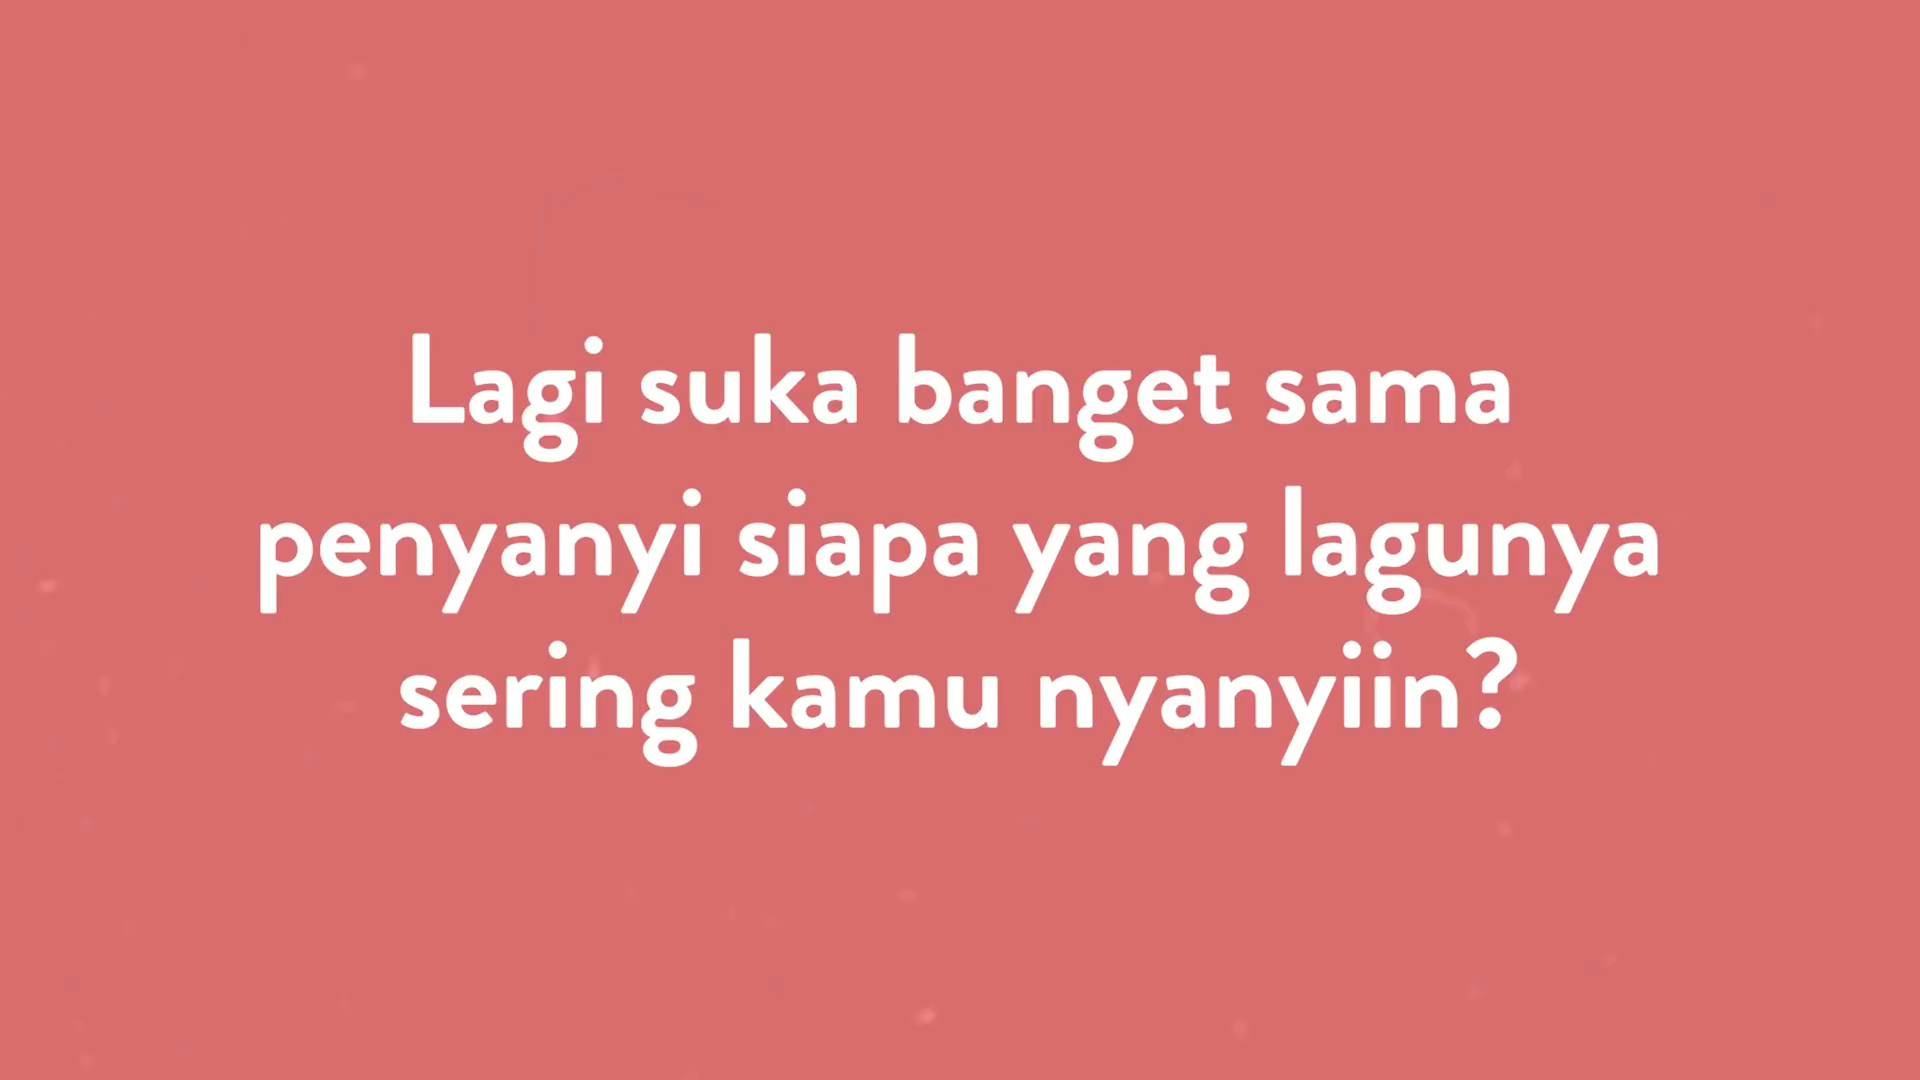 Lagi suka banget sama
penyanyi siapa yang lagunya
sering kamu nyanyiin?